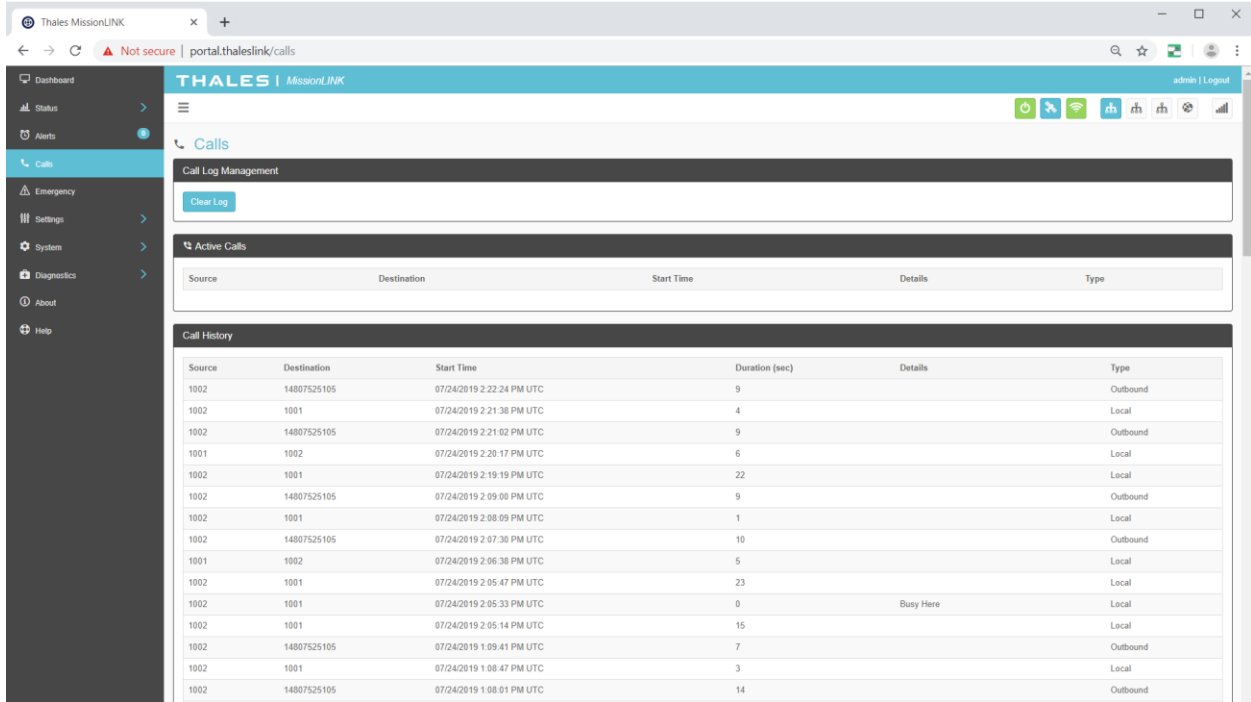 Thales MissionLINK
Not secure | portal.thaleslink/calls
Dashboard
THALES | MissionLINK
admin | Logout
Status
Alerts
0
Calls
Calls
Call Log Management
Emergency
Clear Log
Settings
System
Active Calls
Diagnostics
Source Destination Start Time Details Type
About
Help
Call History
Source Destination Start Time Duration (sec) Details Type
1002 14807525105 07/24/2019 2:22:24 PM UTC 9 Outbound
1002 1001 07/24/2019 2:21:38 PM UTC 4 Local
1002 14807525105 07/24/2019 2:21:02 PM UTC 9 Outbound
1001 1002 07/24/2019 2:20:17 PM UTC 6 Local
1002 1001 07/24/2019 2:19:19 PM UTC 22 Local
1002 14807525105 07/24/2019 2:09:00 PM UTC 9 Outbound
1002 1001 07/24/2019 2:08:09 PM UTC 1 Local
1002 14807525105 07/24/2019 2:07:30 PM UTC 10 Outbound
1001 1002 07/24/2019 2:06:38 PM UTC 5 Local
1002 1001 07/24/2019 2:05:47 PM UTC 23 Local
1002 1001 07/24/2019 2:05:33 PM UTC 0 Busy Here Local
1002 1001 07/24/2019 2:05:14 PM UTC 15 Local
1002 14807525105 07/24/2019 1:09:41 PM UTC 7 Outbound
1002 1001 07/24/2019 1:08:47 PM UTC 3 Local
1002 14807525105 07/24/2019 1:08:01 PM UTC 14 Outbound